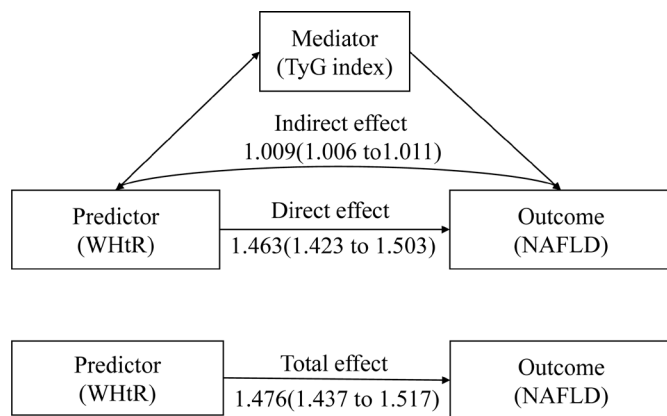 Mediator
(TyG index)
Indirect effect
1.009(1.006 to1.011)
Predictor
(WHtR)
Direct effect
1.463(1.423 to 1.503)
Outcome
(NAFLD)
Predictor
(WHtR)
Total effect
1.476(1.437 to 1.517)
Outcome
(NAFLD)